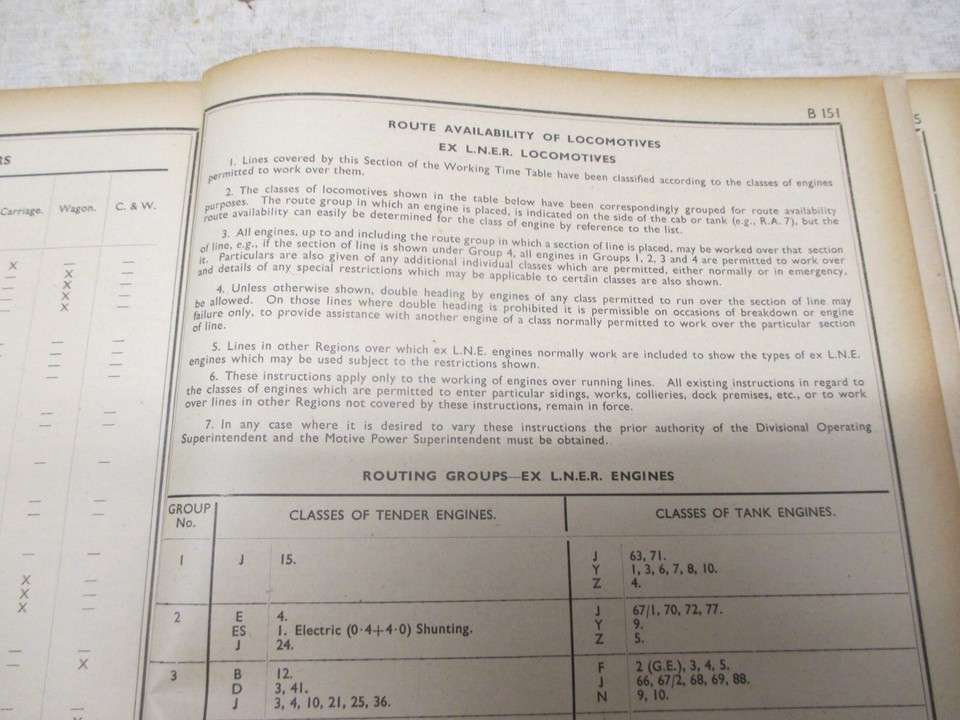 RS
Carriage. Wagon. C. & W.
X — —
— X —
— X —
— X —
— X —
B 151
ROUTE AVAILABILITY OF LOCOMOTIVES
EX L.N.E.R. LOCOMOTIVES
1. Lines covered by this Section of the Working Time Table have been classified according to the classes of engines
permitted to work over them.
2. The classes of locomotives shown in the table below have been correspondingly grouped for route availability
purposes. The route group in which an engine is placed, is indicated on the side of the cab or tank (e.g., R.A. 7), but the
route availability can easily be determined for the class of engine by reference to the list.
3. All engines, up to and including the route group in which a section of line is placed, may be worked over that section
of line, e.g., if the section of line is shown under Group 4, all engines in Groups 1, 2, 3 and 4 are permitted to work over
it. Particulars are also given of any additional individual classes which are permitted, either normally or in emergency,
and details of any special restrictions which may be applicable to certain classes are also shown.
4. Unless otherwise shown, double heading by engines of any class permitted to run over the section of line may
be allowed. On those lines where double heading is prohibited it is permissible on occasions of breakdown or engine
failure only, to provide assistance with another engine of a class normally permitted to work over the particular section
of line.
5. Lines in other Regions over which ex L.N.E. engines normally work are included to show the types of ex L.N.E.
engines which may be used subject to the restrictions shown.
6. These instructions apply only to the working of engines over running lines. All existing instructions in regard to
the classes of engines which are permitted to enter particular sidings, works, collieries, dock premises, etc., or to work
over lines in other Regions not covered by these instructions, remain in force.
7. In any case where it is desired to vary these instructions the prior authority of the Divisional Operating
Superintendent and the Motive Power Superintendent must be obtained.
ROUTING GROUPS—EX L.N.E.R. ENGINES
GROUP No. CLASSES OF TENDER ENGINES. CLASSES OF TANK ENGINES.
1 J 15. J 63, 71.
Y 1, 3, 6, 7, 8, 10.
Z 4.
2 E 4. J 67/1, 70, 72, 77.
ES 1. Electric (0-4+4-0) Shunting. Y 9.
J 24. Z 5.
3 B 12. F 2 (G.E.), 3, 4, 5.
D 3, 41. J 66, 67/2, 68, 69, 88.
J 3, 4, 10, 21, 25, 36. N 9, 10.